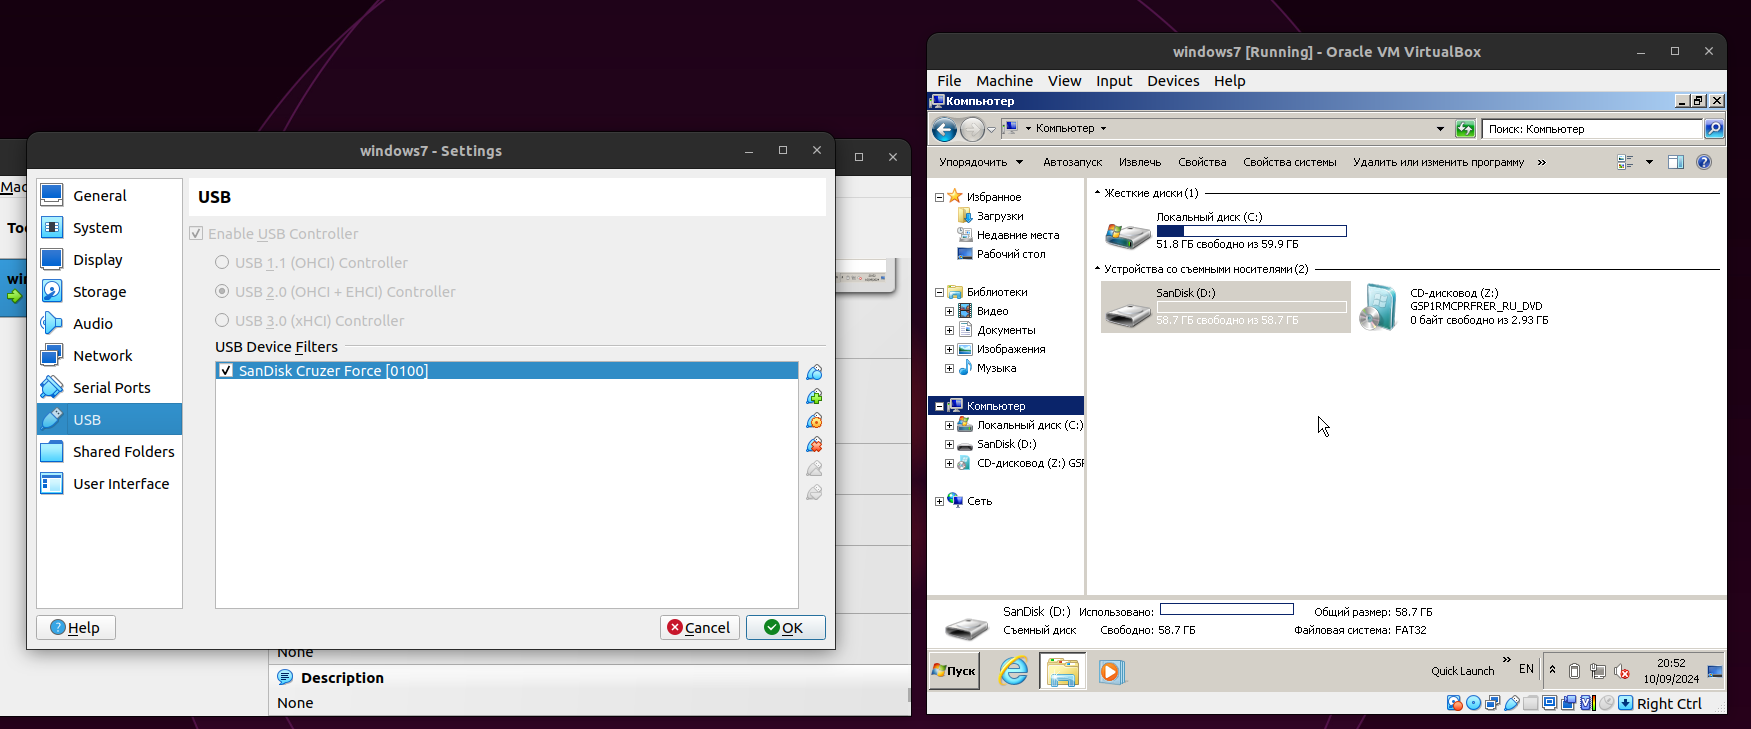 windows7 - Settings
Mac
Too
win
General
System
Display
Storage
Audio
Network
Serial Ports
USB
Shared Folders
User Interface
USB
Enable USB Controller
USB 1.1 (OHCI) Controller
USB 2.0 (OHCI + EHCI) Controller
USB 3.0 (xHCI) Controller
USB Device Filters
SanDisk Cruzer Force [0100]
Help
Cancel
OK
None
Description
None
windows7 [Running] - Oracle VM VirtualBox
File Machine View Input Devices Help
Компьютер
Компьютер
Поиск: Компьютер
Упорядочить Автозапуск Извлечь Свойства Свойства системы Удалить или изменить программу »
Избранное
Загрузки
Недавние места
Рабочий стол
Библиотеки
Видео
Документы
Изображения
Музыка
Компьютер
Локальный диск (C:)
SanDisk (D:)
CD-дисковод (Z:) GSP
Сеть
Жесткие диски (1)
Локальный диск (C:)
51.8 ГБ свободно из 59.9 ГБ
Устройства со съемными носителями (2)
SanDisk (D:)
58.7 ГБ свободно из 58.7 ГБ
CD-дисковод (Z:)
GSP1RMCPRFRER_RU_DVD
0 байт свободно из 2.93 ГБ
SanDisk (D:) Использовано: Общий размер: 58.7 ГБ
Съемный диск Свободно: 58.7 ГБ Файловая система: FAT32
Пуск
Quick Launch »
EN
20:52
10/09/2024
Right Ctrl